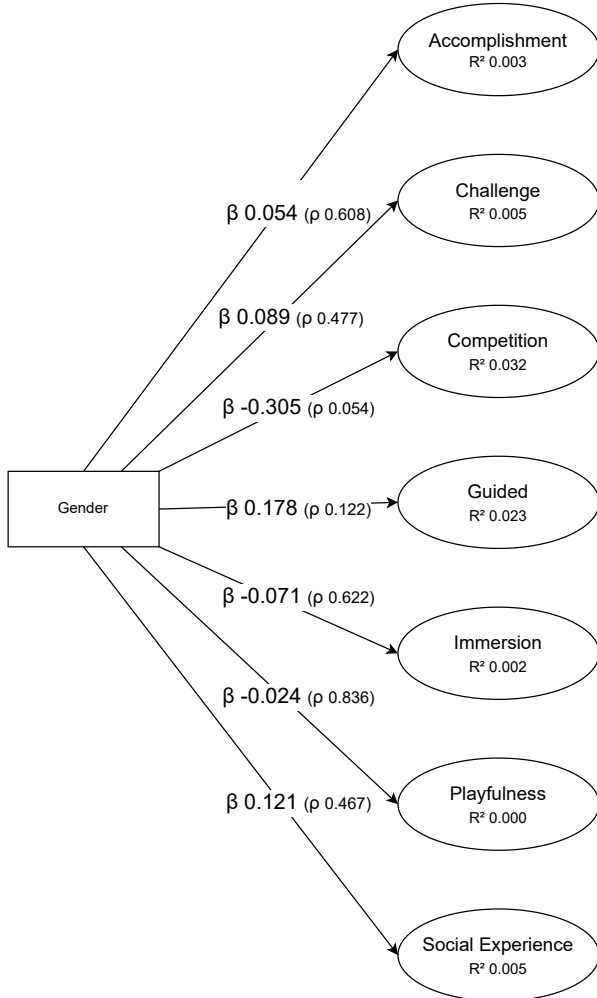 Accomplishment
R² 0.003
β 0.054 (ρ 0.608)
Challenge
R² 0.005
β 0.089 (ρ 0.477)
Competition
R² 0.032
β -0.305 (ρ 0.054)
Gender
β 0.178 (ρ 0.122)
Guided
R² 0.023
β -0.071 (ρ 0.622)
Immersion
R² 0.002
β -0.024 (ρ 0.836)
Playfulness
R² 0.000
β 0.121 (ρ 0.467)
Social Experience
R² 0.005